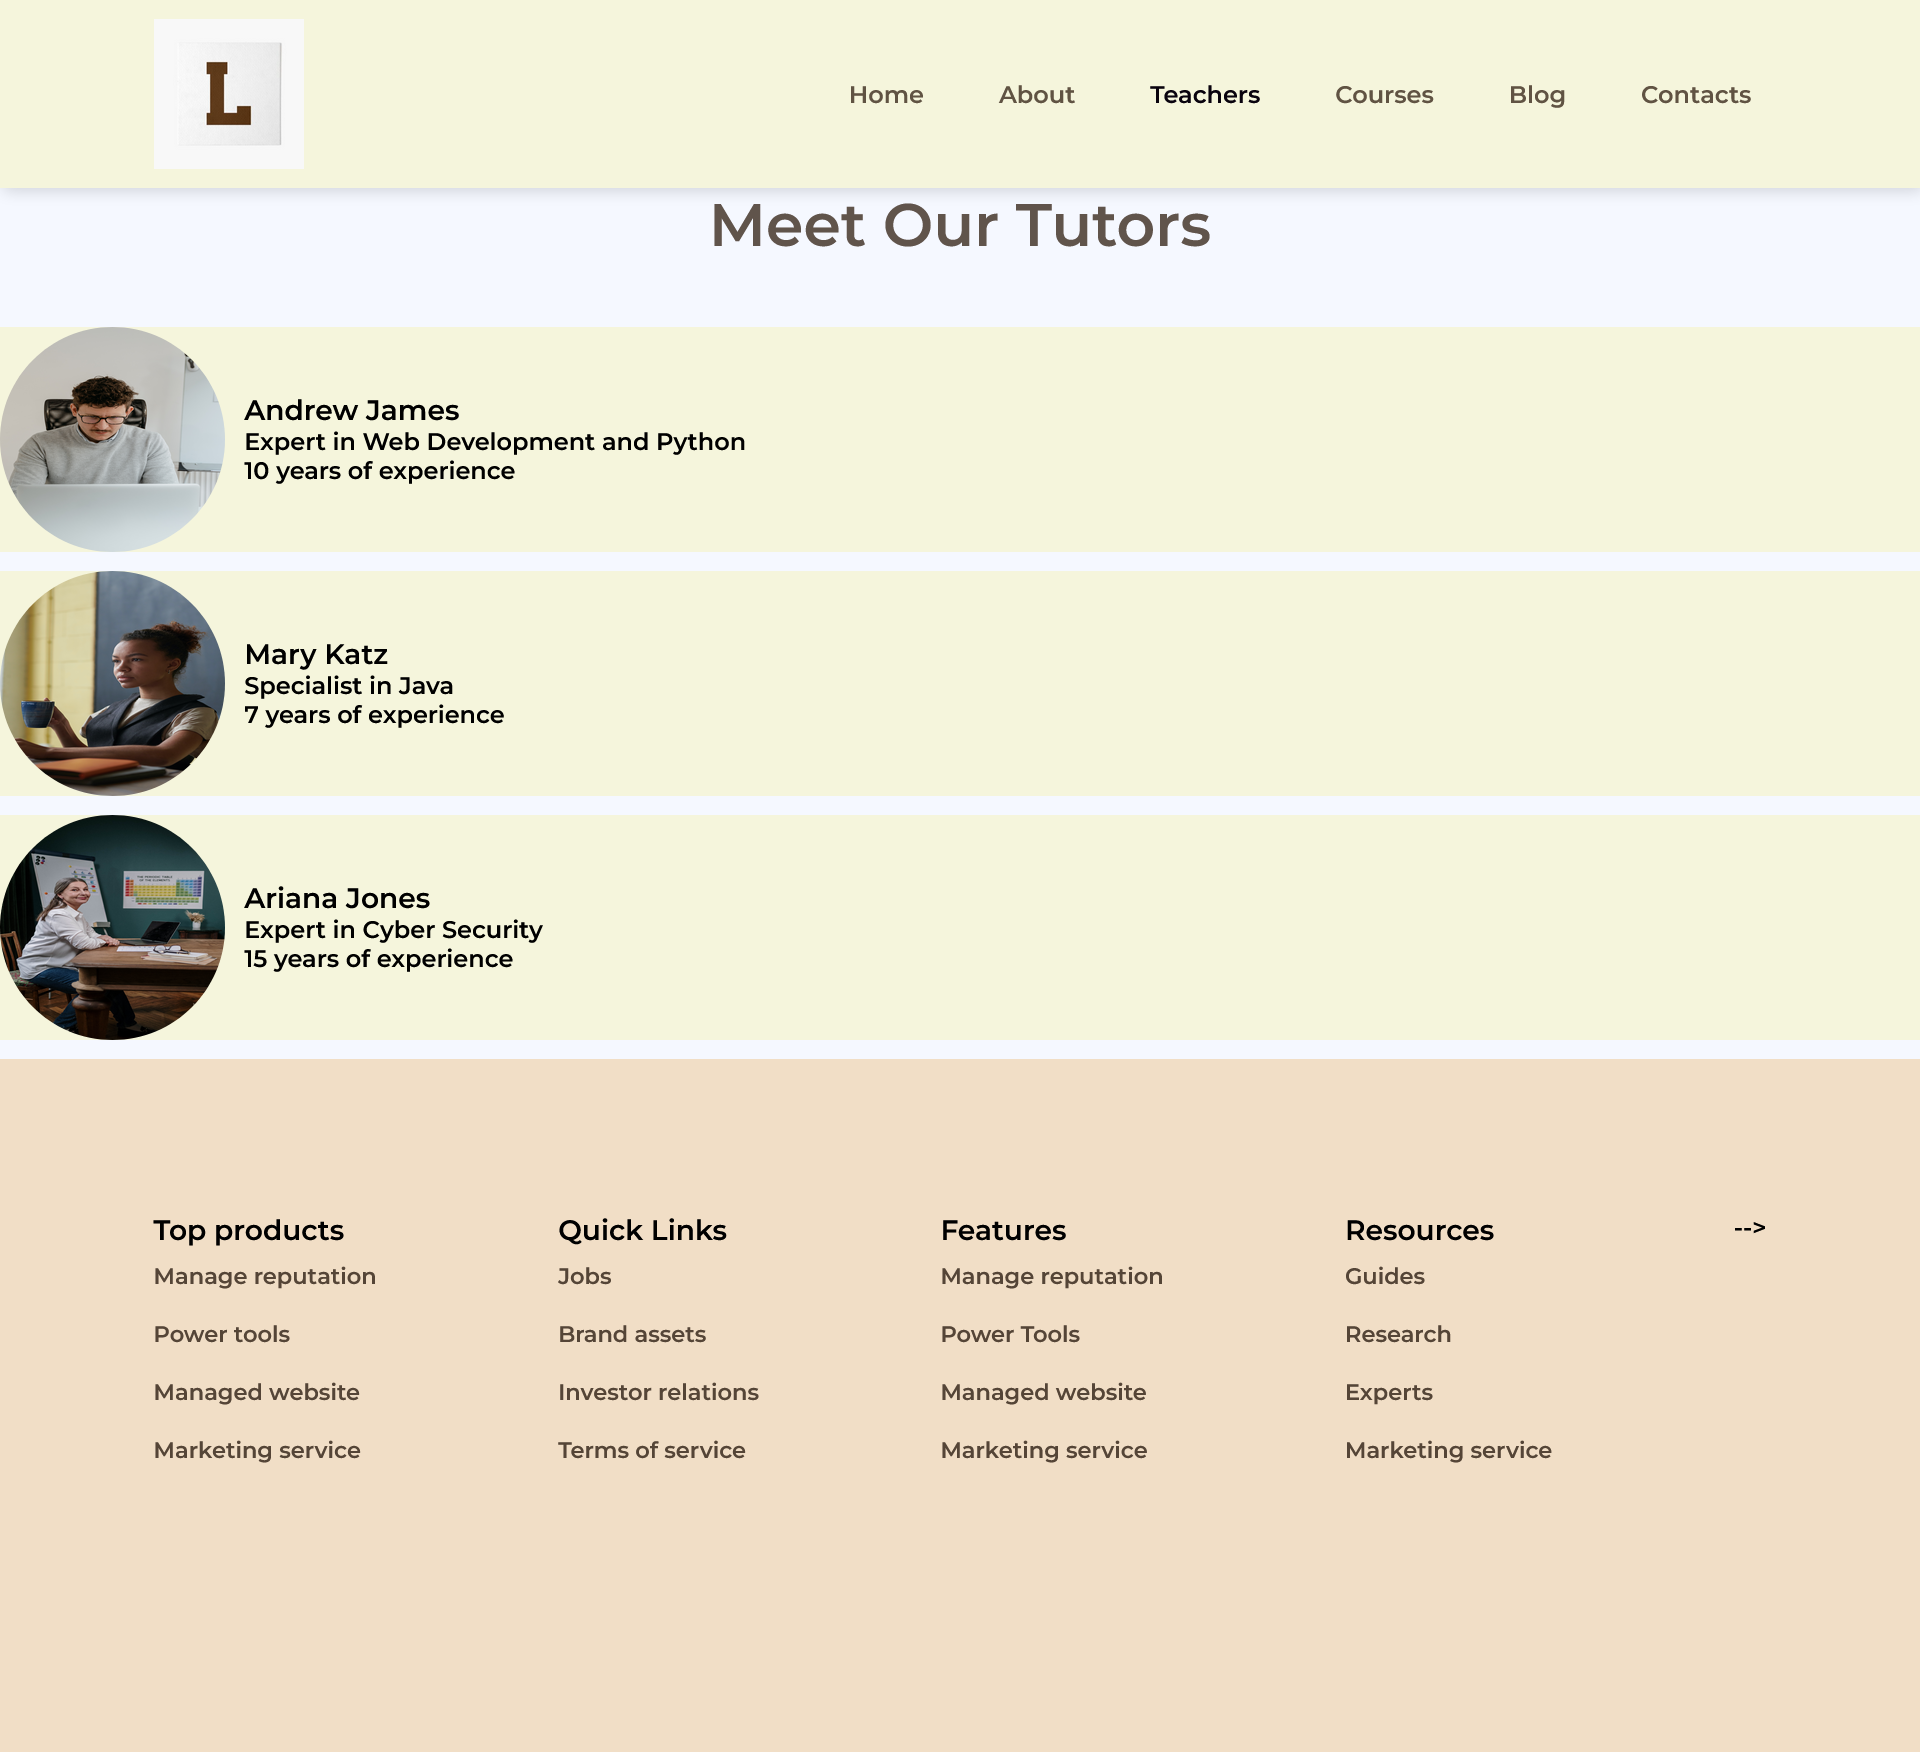 L
Home About Teachers Courses Blog Contacts
Meet Our Tutors
Andrew James
Expert in Web Development and Python
10 years of experience
Mary Katz
Specialist in Java
7 years of experience
Ariana Jones
Expert in Cyber Security
15 years of experience
Top products
Manage reputation
Power tools
Managed website
Marketing service
Quick Links
Jobs
Brand assets
Investor relations
Terms of service
Features
Manage reputation
Power Tools
Managed website
Marketing service
Resources
Guides
Research
Experts
Marketing service
-->